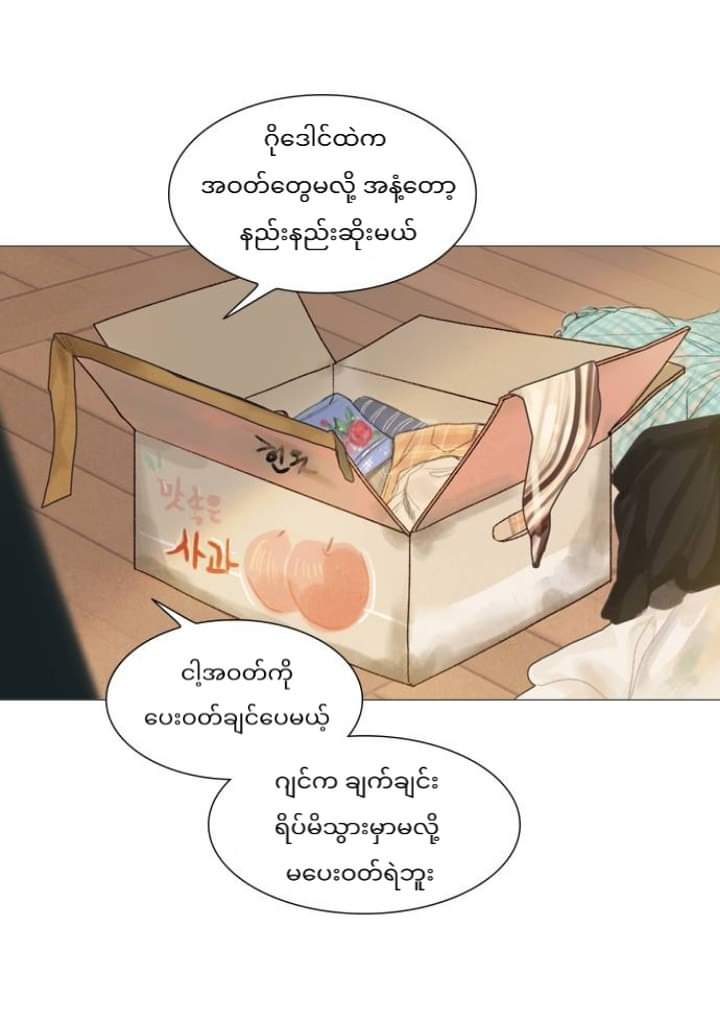 ဂိုဒေါင်ထဲက
အဝတ်တွေမလို့ အနံ့တော့
နည်းနည်းဆိုးမယ်
현욱
맛좋은
사과
ငါ့အဝတ်ကို
ပေးဝတ်ချင်ပေမယ့်
ဂျင်က ချက်ချင်း
ရိပ်မိသွားမှာမလို့
မပေးဝတ်ရဲဘူး